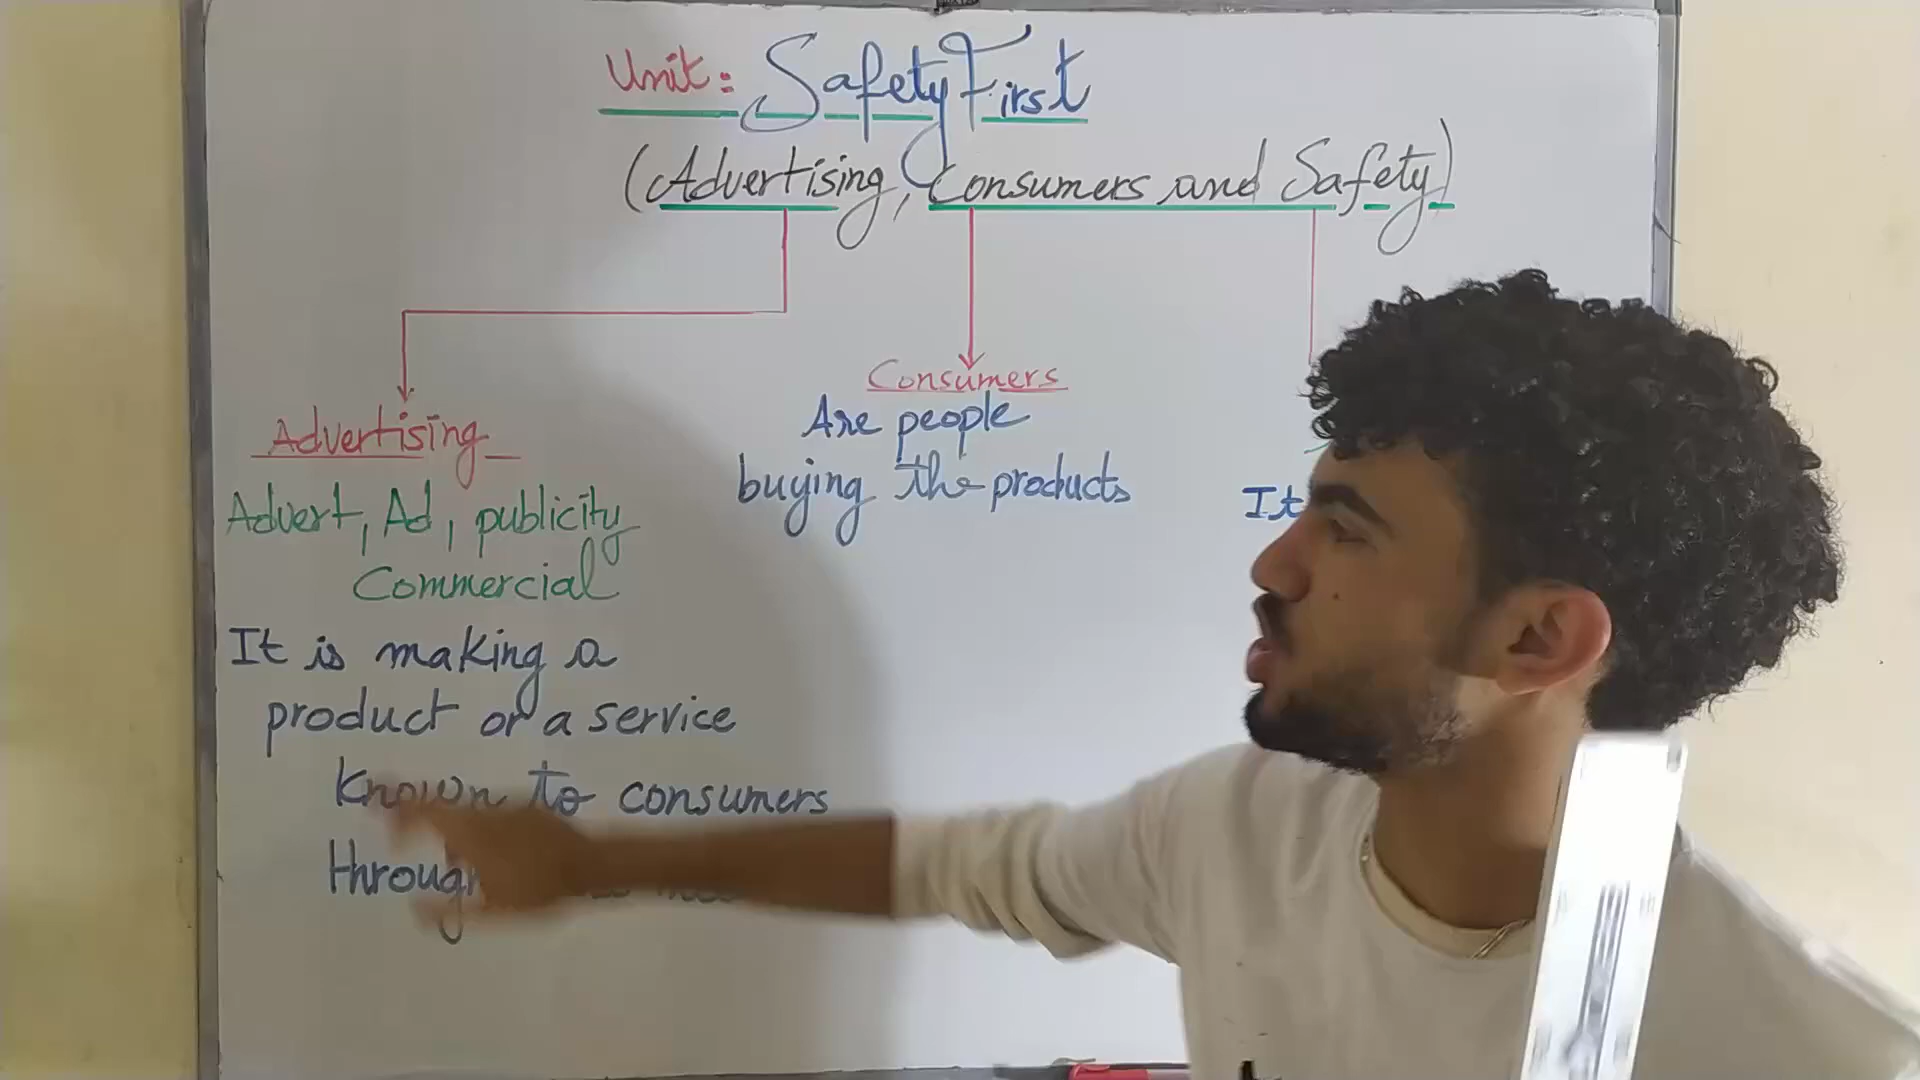 Unit: Safety First
(Advertising, Consumers and Safety)
Advertising
Advert, Ad, publicity
Commercial
It is making a
product or a service
Known to consumers
through
Consumers
Are people
buying the products
It